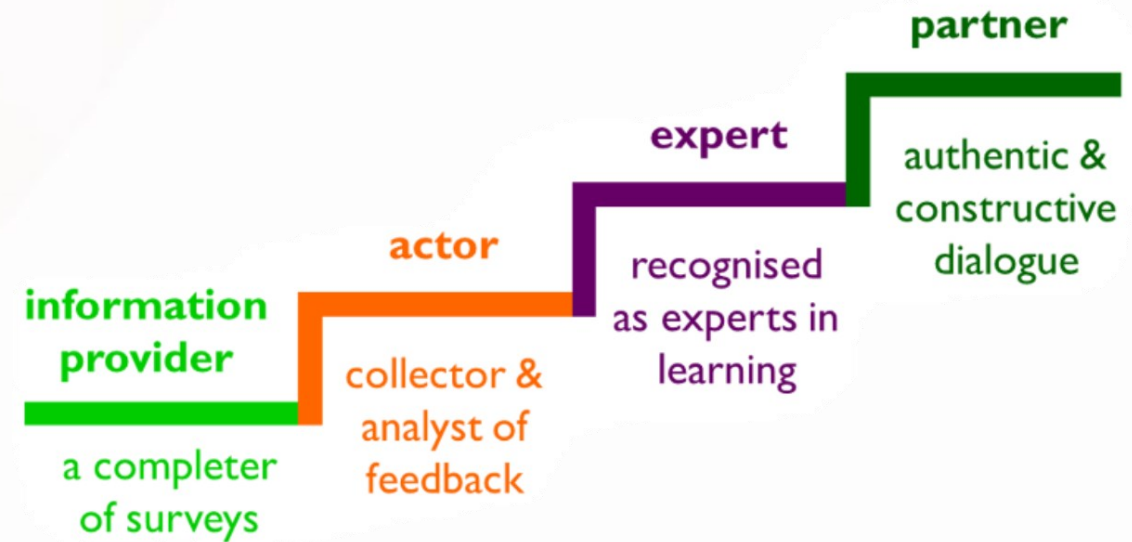 information
provider
a completer
of surveys
actor
collector &
analyst of
feedback
expert
recognised
as experts in
learning
partner
authentic &
constructive
dialogue